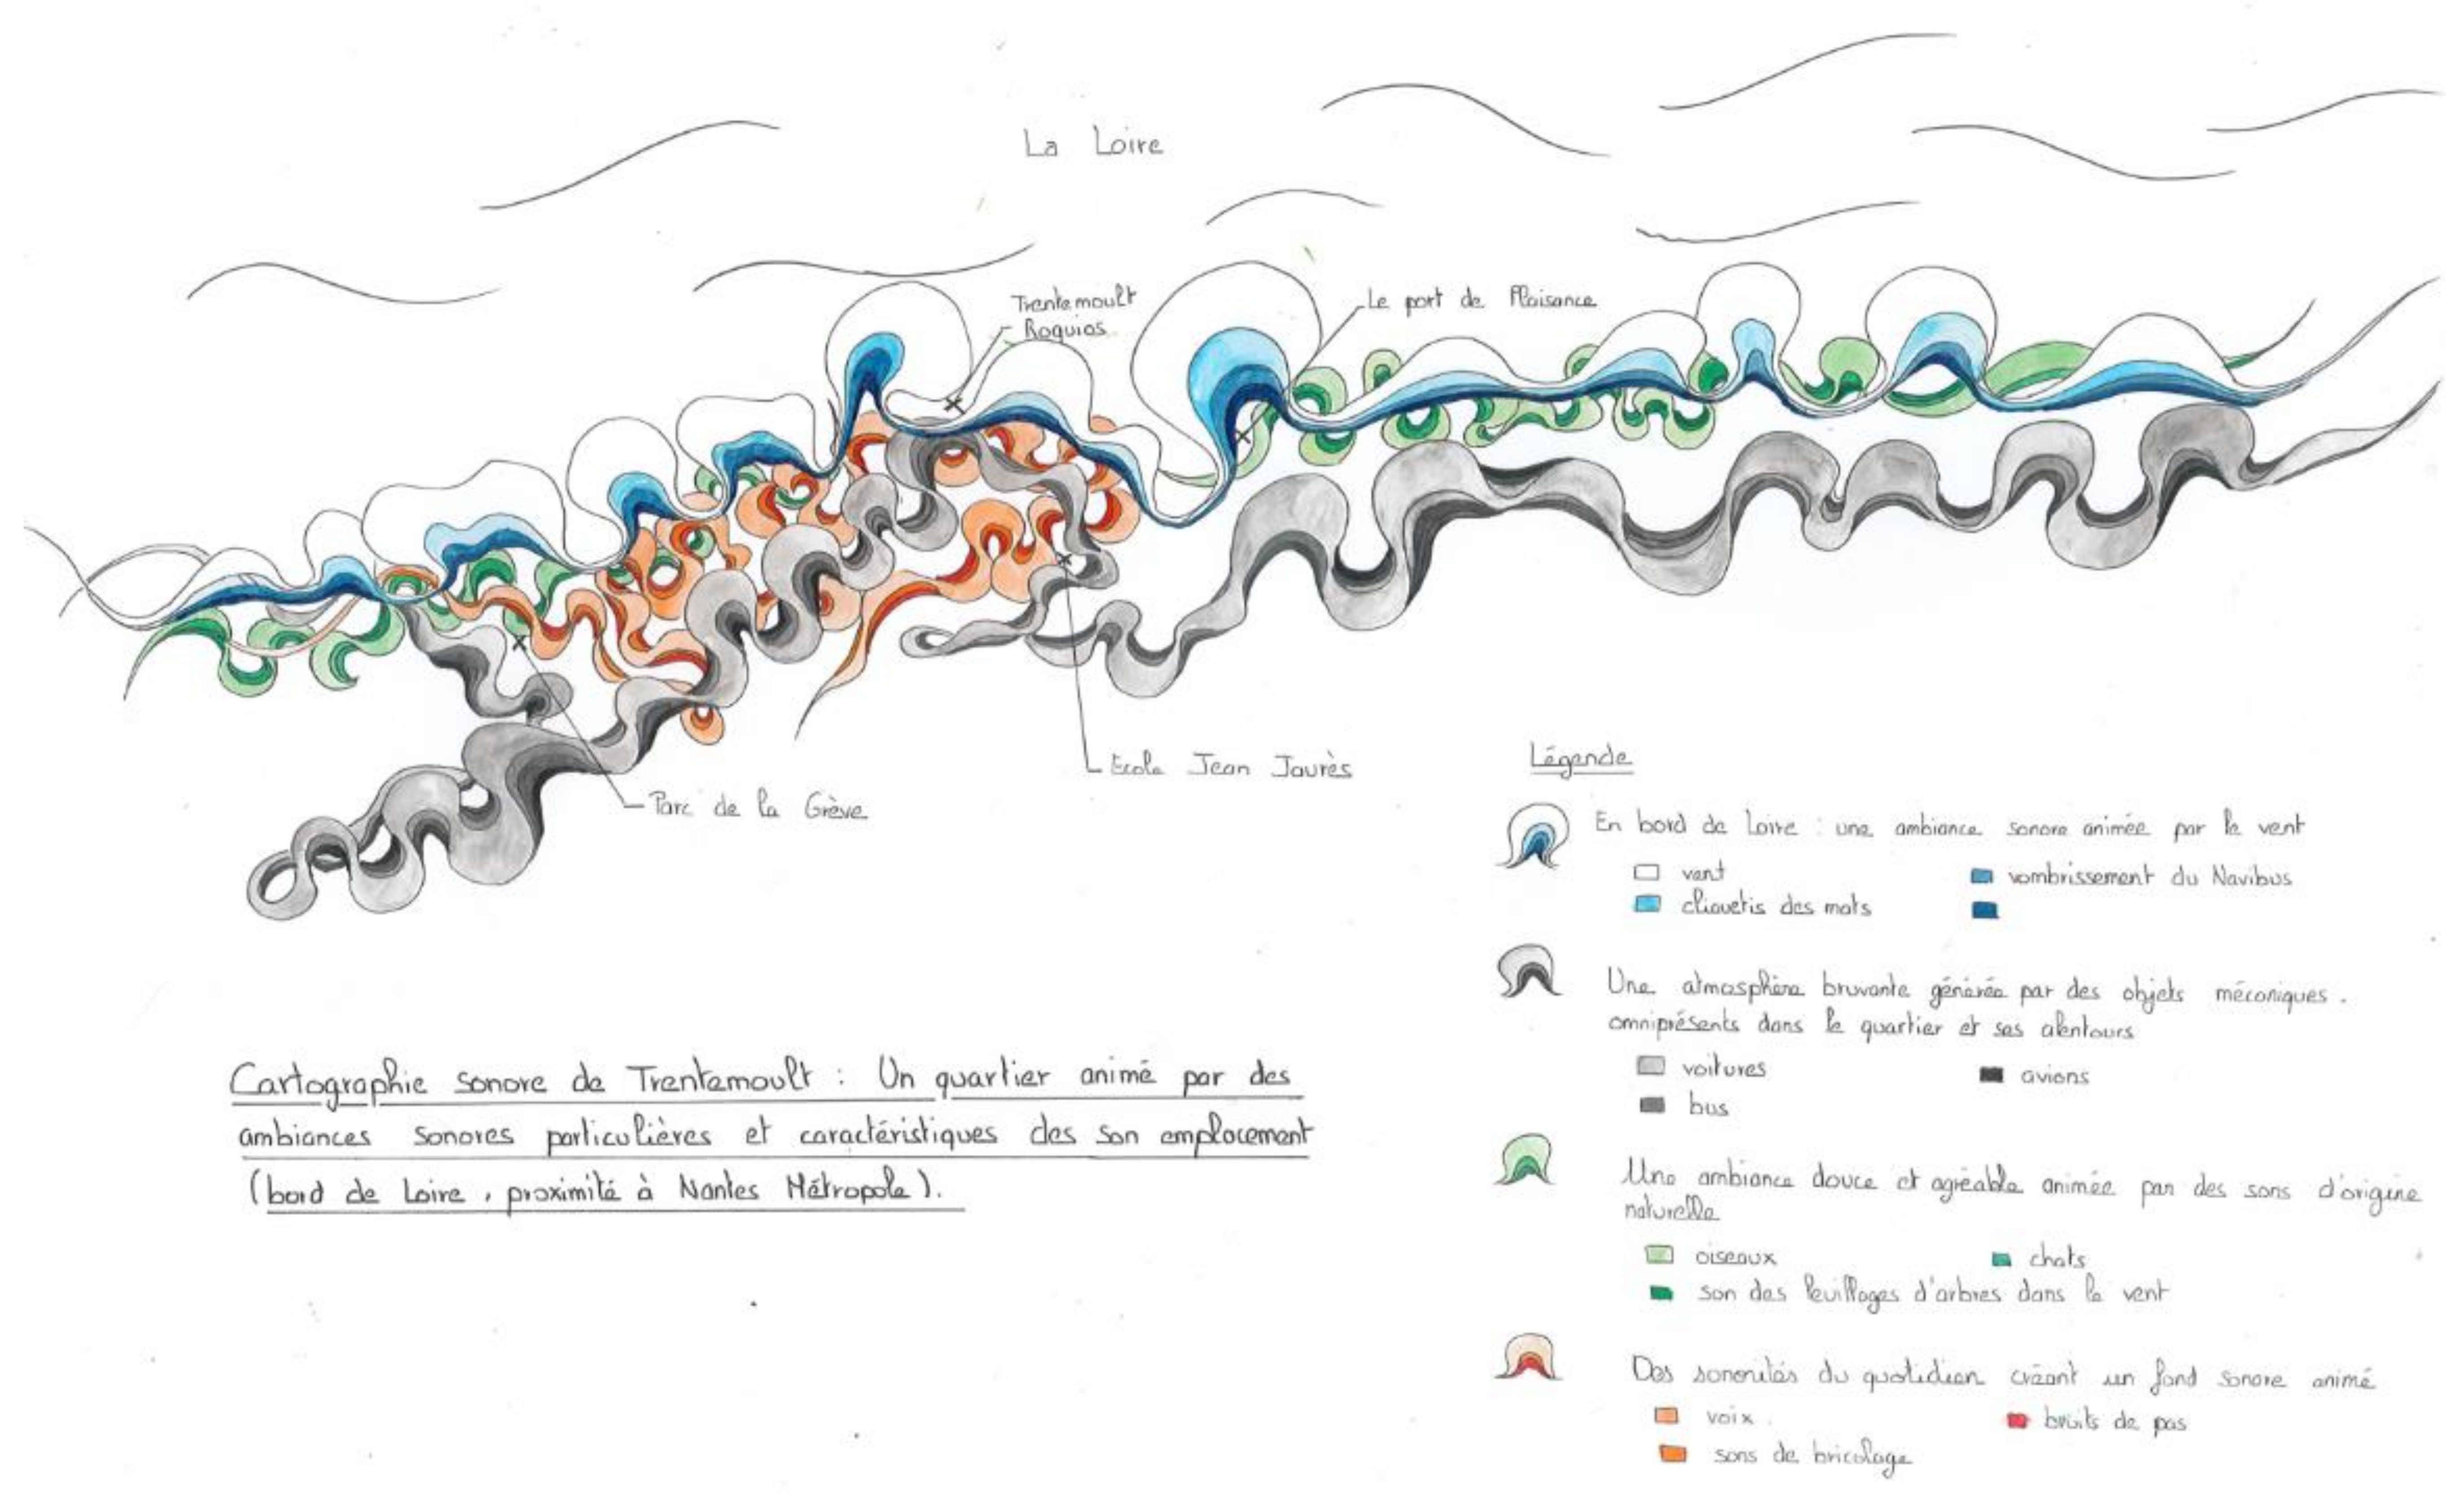 La Loire
Trentemoult
Roquios
Le port de Plaisance
Ecole Jean Jaurès
Parc de la Grève
Légende
En bord de Loire : une ambiance sonore animée par le vent
vent
vombrissement du Navibus
cliquetis des mats
Une atmosphère bruyante générée par des objets mécaniques.
omniprésents dans le quartier et ses alentours
voitures
avions
bus
Une ambiance douce et agréable animée par des sons d'origine
naturelle
oiseaux
chats
son des feuillages d'arbres dans le vent
Des sonorités du quotidien créant un fond sonore animé
voix
bruits de pas
sons de bricolage
Cartographie sonore de Trentemoult : Un quartier animé par des
ambiances sonores particulières et caractéristiques des son emplacement
(bord de Loire, proximité à Nantes Métropole).